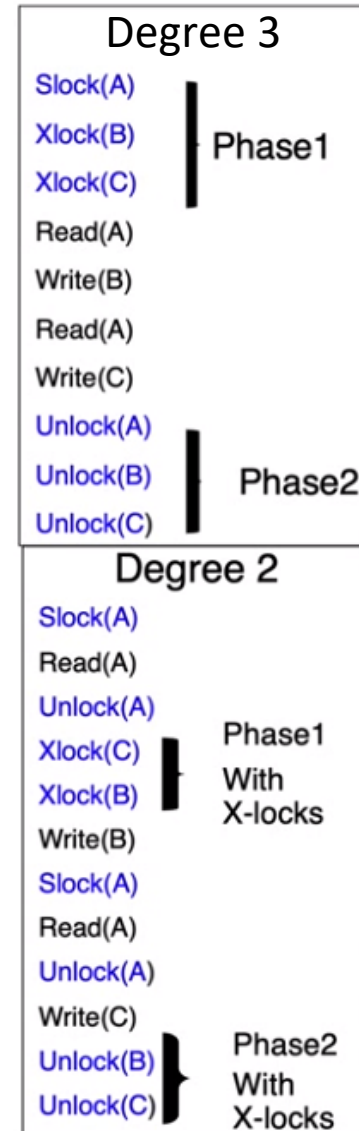 Degree 3
Slock(A)
Xlock(B)
Phase1
Xlock(C)
Read(A)
Write(B)
Read(A)
Write(C)
Unlock(A)
Unlock(B)
Phase2
Unlock(C)
Degree 2
Slock(A)
Read(A)
Unlock(A)
Phase1
Xlock(C)
With
Xlock(B)
X-locks
Write(B)
Slock(A)
Read(A)
Unlock(A)
Write(C)
Phase2
Unlock(B)
With
Unlock(C)
X-locks